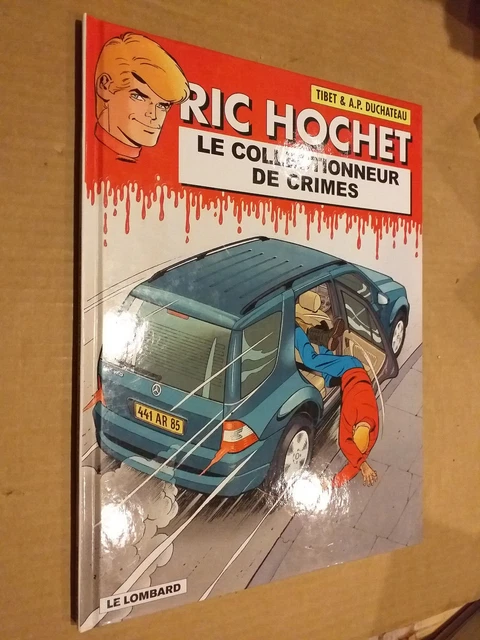 TIBET & A.P. DUCHATEAU
RIC HOCHET
LE COLLECTIONNEUR
DE CRIMES
441 AR 85
LE LOMBARD